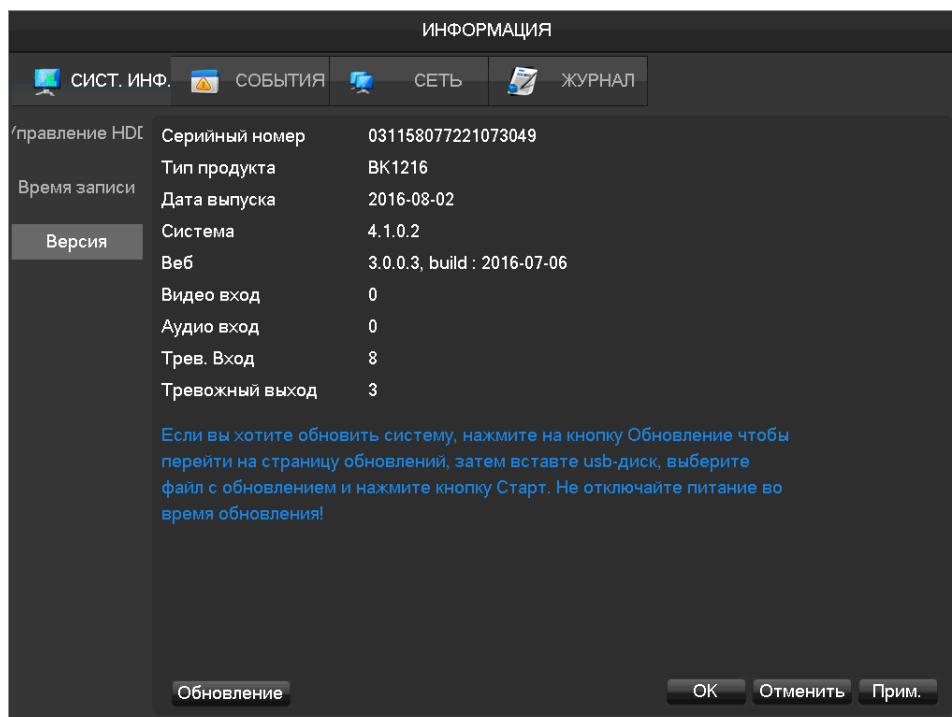 ИНФОРМАЦИЯ
СИСТ. ИНФ. СОБЫТИЯ СЕТЬ ЖУРНАЛ
Управление HDD
Время записи
Версия
Серийный номер 031158077221073049
Тип продукта BK1216
Дата выпуска 2016-08-02
Система 4.1.0.2
Веб 3.0.0.3, build : 2016-07-06
Видео вход 0
Аудио вход 0
Трев. Вход 8
Тревожный выход 3
Если вы хотите обновить систему, нажмите на кнопку Обновление чтобы
перейти на страницу обновлений, затем вставте usb-диск, выберите
файл с обновлением и нажмите кнопку Старт. Не отключайте питание во
время обновления!
Обновление OK Отменить Прим.